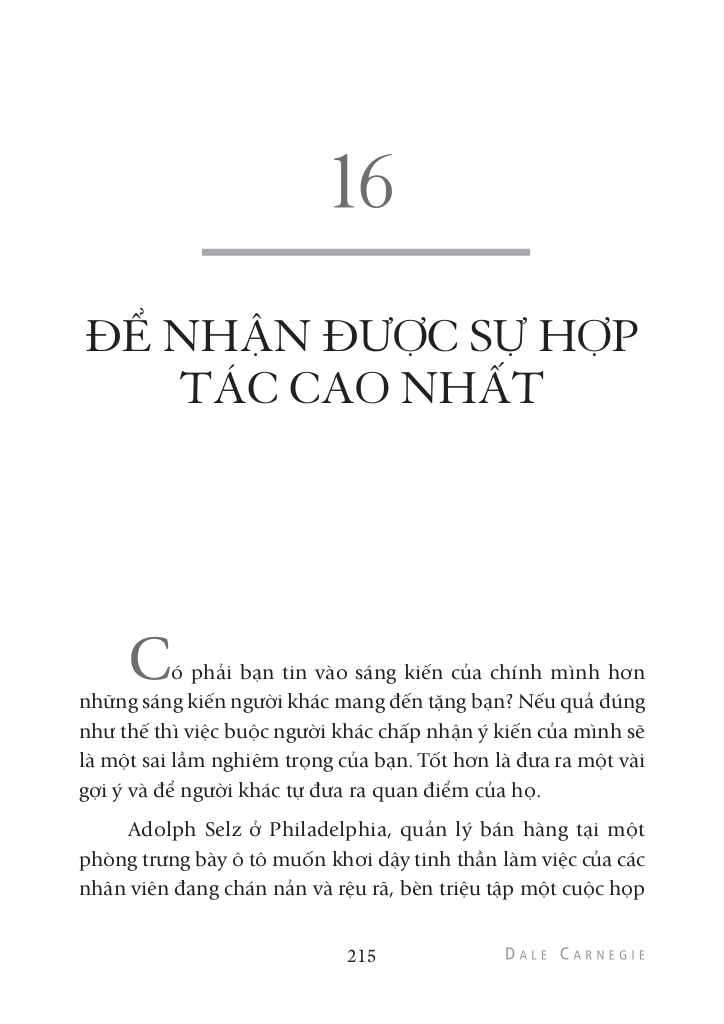 16
ĐỂ NHẬN ĐƯỢC SỰ HỢP
TÁC CAO NHẤT
Có phải bạn tin vào sáng kiến của chính mình hơn
những sáng kiến người khác mang đến tặng bạn? Nếu quả đúng
như thế thì việc buộc người khác chấp nhận ý kiến của mình sẽ
là một sai lầm nghiêm trọng của bạn. Tốt hơn là đưa ra một vài
gợi ý và để người khác tự đưa ra quan điểm của họ.
Adolph Selz ở Philadelphia, quản lý bán hàng tại một
phòng trưng bày ô tô muốn khơi dậy tinh thần làm việc của các
nhân viên đang chán nản và rệu rã, bèn triệu tập một cuộc họp
215
DALE CARNEGIE